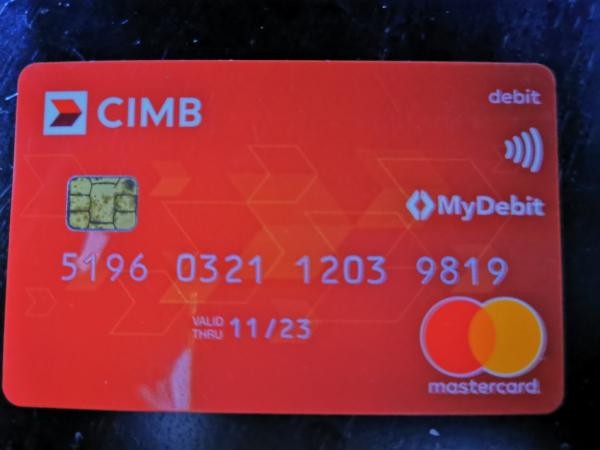 CIMB
debit
MyDebit
5196 0321 1203 9819
VALID THRU 11/23
mastercard.